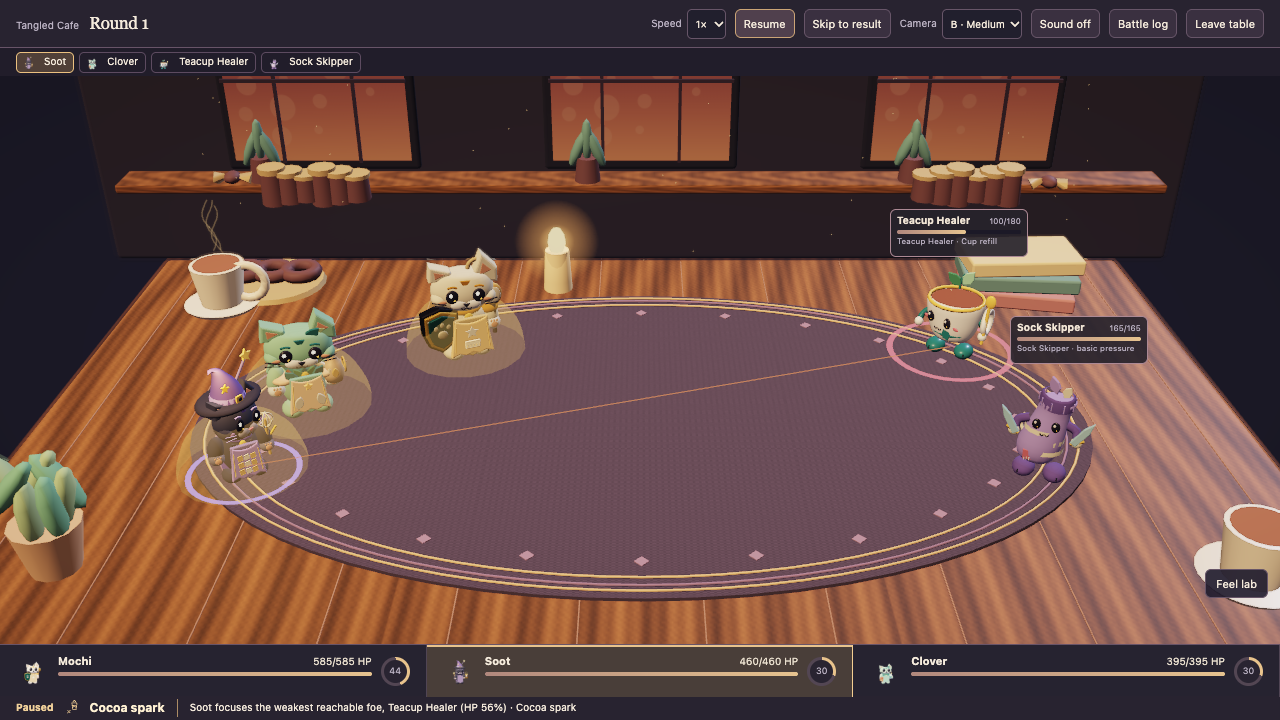 Tangled Cafe Round 1 Speed 1x Resume Skip to result Camera B · Medium Sound off Battle log Leave table
Soot Clover Teacup Healer Sock Skipper
Teacup Healer 100/180
Teacup Healer · Cup refill
Sock Skipper 165/165
Sock Skipper · basic pressure
Feel lab
Mochi 585/585 HP 44 Soot 460/460 HP 30 Clover 395/395 HP 30
Paused Cocoa spark Soot focuses the weakest reachable foe, Teacup Healer (HP 56%) · Cocoa spark